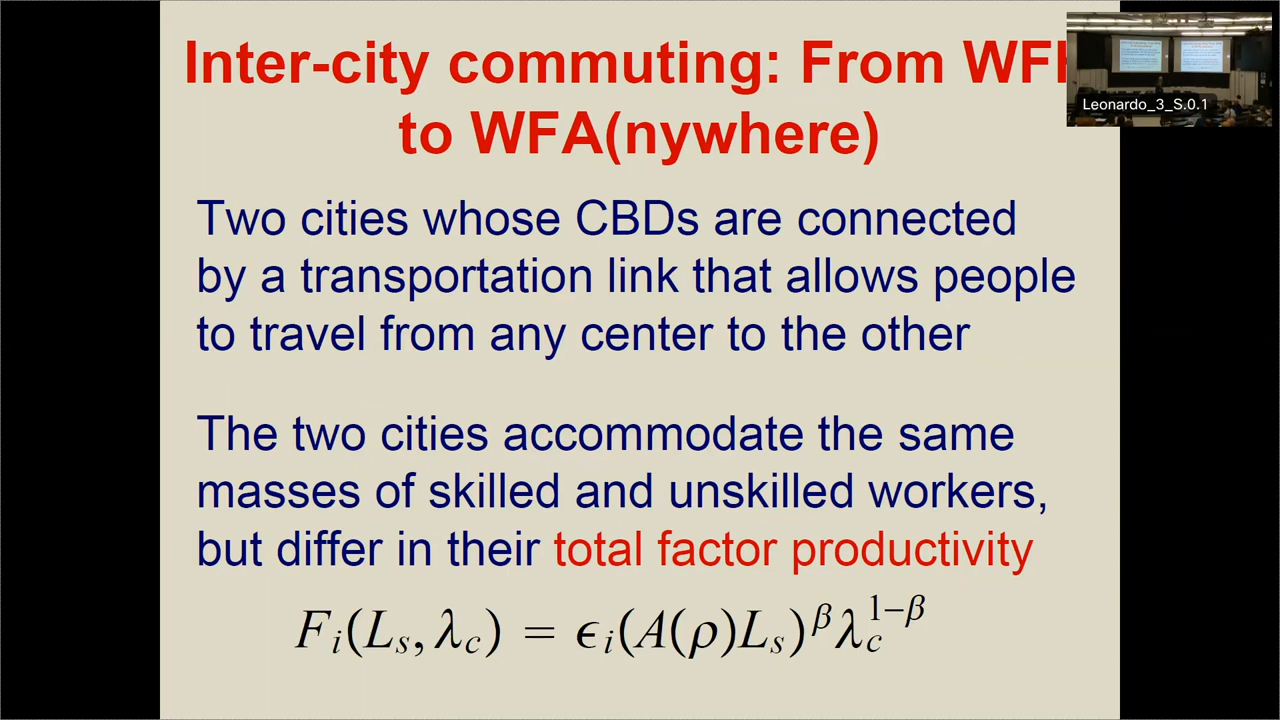 Inter-city commuting: From
to WFA(nywhere)
Leonardo_3_S.0.1
Two cities whose CBDs are connected
by a transportation link that allows people
to travel from any center to the other
The two cities accommodate the same
masses of skilled and unskilled workers,
but differ in their total factor productivity
F_i(L_s, λ_c) = ϵ_i(A(ρ)L_s)^β λ_c^{1−β}